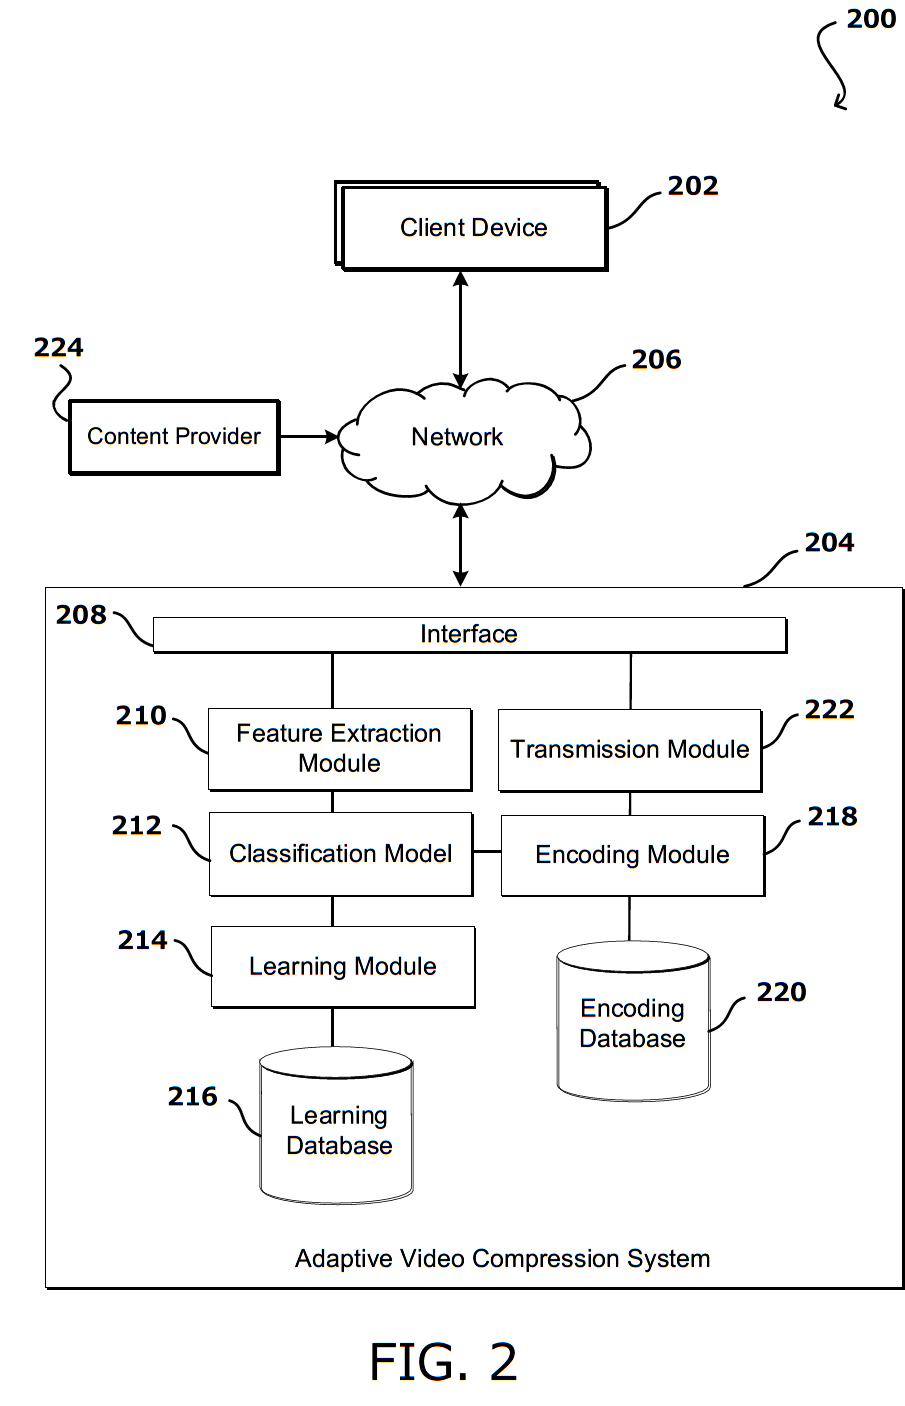 200
202
Client Device
224
206
Content Provider
Network
204
208
Interface
210
Feature Extraction
Module
222
Transmission Module
212
Classification Model
218
Encoding Module
214
Learning Module
220
Encoding
Database
216
Learning
Database
Adaptive Video Compression System
FIG. 2